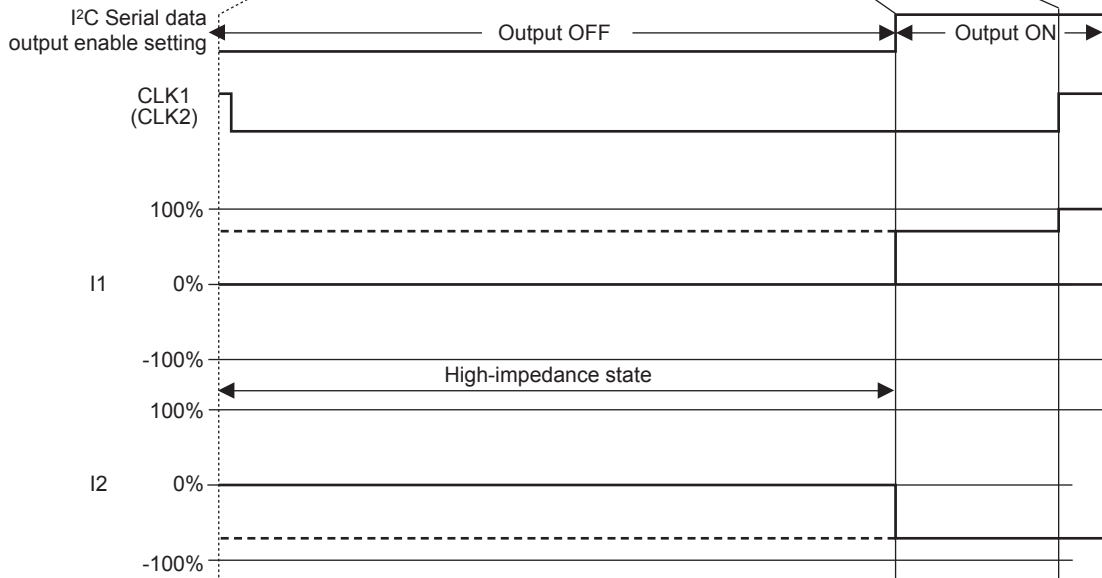 I²C Serial data
output enable setting
Output OFF
Output ON
CLK1
(CLK2)
100%
I1 0%
-100%
High-impedance state
100%
I2 0%
-100%